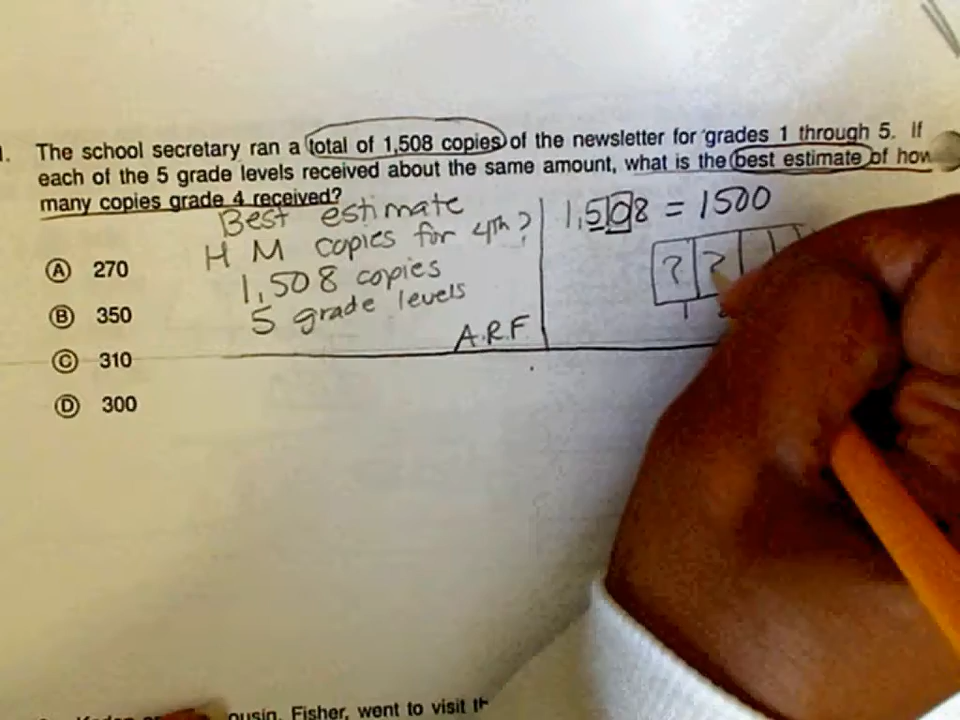 The school secretary ran a total of 1,508 copies of the newsletter for grades 1 through 5. If
each of the 5 grade levels received about the same amount, what is the best estimate of how
many copies grade 4 received?
Best estimate
H M copies for 4th?
1,508 copies
5 grade levels
A.R.F
1,508 = 1500
? ?
1
A 270
B 350
C 310
D 300
Fisher, went to visit